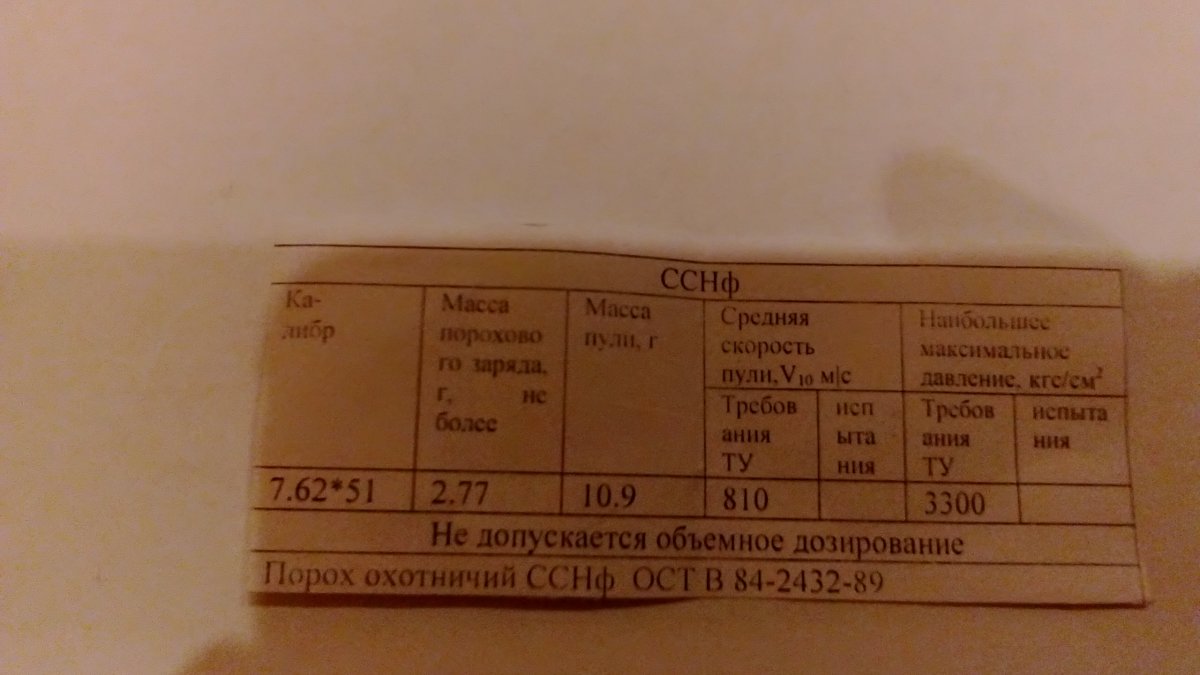 ССНф
Ка-
либр
Масса
порохово
го заряда,
г, не
более
Масса
пули, г
Средняя
скорость
пули,V₁₀ м|с
Наибольшее
максимальное
давление, кгс/см²
Требов
ания
ТУ
исп
ыта
ния
Требов
ания
ТУ
испыта
ния
7.62*51 2.77 10.9 810 3300
Не допускается объемное дозирование
Порох охотничий ССНф ОСТ В 84-2432-89